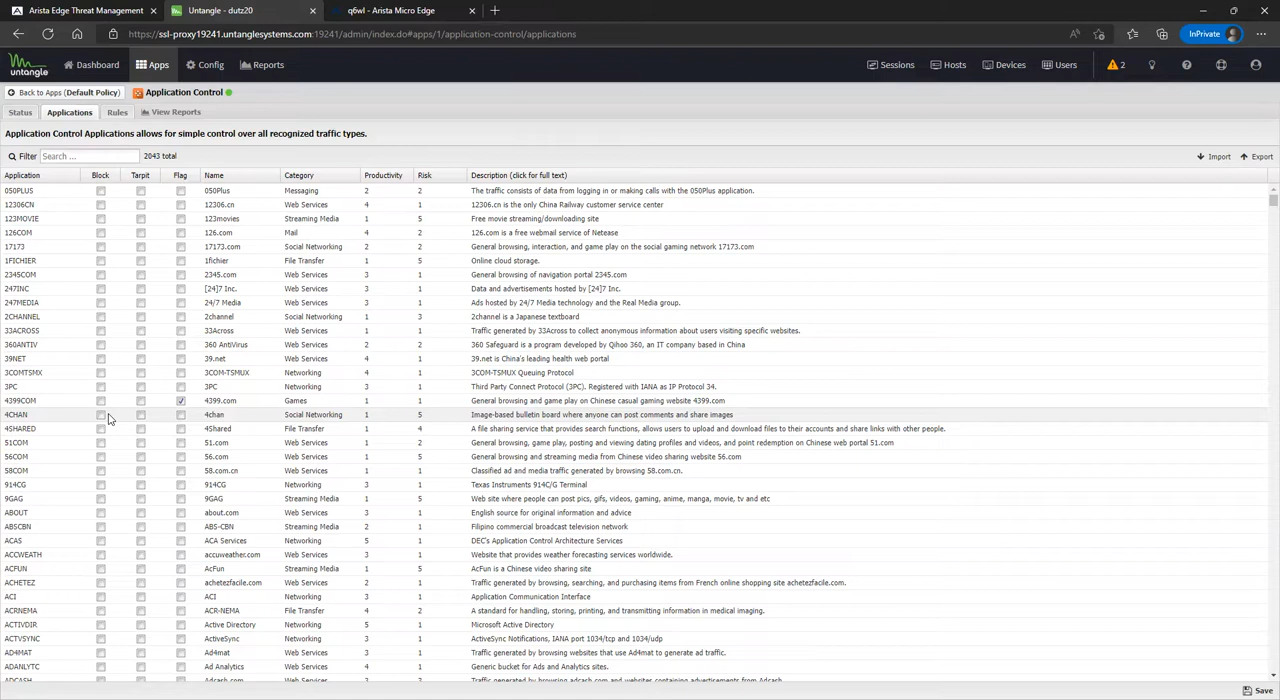 Arista Edge Threat Management
Untangle - dutz20
q6wl - Arista Micro Edge
https://ssl-proxy19241.untanglesystems.com:19241/admin/index.do#apps/1/application-control/applications
InPrivate
untangle
Dashboard Apps Config Reports Sessions Hosts Devices Users 2
Back to Apps (Default Policy) Application Control
Status Applications Rules View Reports
Application Control Applications allows for simple control over all recognized traffic types.
Filter Search ... 2043 total Import Export
Application Block Tarpit Flag Name Category Productivity Risk Description (click for full text)
050PLUS 050Plus Messaging 2 2 The traffic consists of data from logging in or making calls with the 050Plus application.
12306CN 12306.cn Web Services 4 1 12306.cn is the only China Railway customer service center
123MOVIE 123movies Streaming Media 1 5 Free movie streaming/downloading site
126COM 126.com Mail 4 2 126.com is a free webmail service of Netease
17173 17173.com Social Networking 2 2 General browsing, interaction, and game play on the social gaming network 17173.com
1FICHIER 1fichier File Transfer 1 5 Online cloud storage.
2345COM 2345.com Web Services 3 1 General browsing of navigation portal 2345.com
247INC [24]7 Inc. Web Services 3 1 Data and advertisements hosted by [24]7 Inc.
247MEDIA 24/7 Media Web Services 3 1 Ads hosted by 24/7 Media technology and the Real Media group.
2CHANNEL 2channel Social Networking 1 3 2channel is a Japanese textboard
33ACROSS 33Across Web Services 3 1 Traffic generated by 33Across to collect anonymous information about users visiting specific websites.
360ANTIV 360 AntiVirus Web Services 2 2 360 Safeguard is a program developed by Qihoo 360, an IT company based in China
39NET 39.net Web Services 4 1 39.net is China's leading health web portal
3COMTSMX 3COM-TSMUX Networking 4 1 3COM-TSMUX Queuing Protocol
3PC 3PC Networking 3 1 Third Party Connect Protocol (3PC). Registered with IANA as IP Protocol 34.
4399COM 4399.com Games 1 1 General browsing and game play on Chinese casual gaming website 4399.com
4CHAN 4chan Social Networking 1 5 Image-based bulletin board where anyone can post comments and share images
4SHARED 4Shared File Transfer 1 4 A file sharing service that provides search functions, allows users to upload and download files to their accounts and share links with other people.
51COM 51.com Web Services 1 2 General browsing, game play, posting and viewing dating profiles and videos, and point redemption on Chinese web portal 51.com
56COM 56.com Web Services 1 5 General browsing and streaming media from Chinese video sharing website 56.com
58COM 58.com.cn Web Services 1 1 Classified ad and media traffic generated by browsing 58.com.cn.
914CG 914CG Networking 3 1 Texas Instruments 914C/G Terminal
9GAG 9GAG Streaming Media 1 5 Web site where people can post pics, gifs, videos, gaming, anime, manga, movie, tv and etc
ABOUT about.com Web Services 3 1 English source for original information and advice
ABSCBN ABS-CBN Streaming Media 2 1 Filipino commercial broadcast television network
ACAS ACA Services Networking 5 1 DEC's Application Control Architecture Services
ACCWEATH accuweather.com Web Services 3 1 Website that provides weather forecasting services worldwide.
ACFUN AcFun Streaming Media 1 5 AcFun is a Chinese video sharing site
ACHETEZ achetezfacile.com Web Services 2 1 Traffic generated by browsing, searching, and purchasing items from French online shopping site achetezfacile.com.
ACI ACI Networking 3 1 Application Communication Interface
ACRNEMA ACR-NEMA File Transfer 4 2 A standard for handling, storing, printing, and transmitting information in medical imaging.
ACTIVDIR Active Directory Networking 5 1 Microsoft Active Directory
ACTVSYNC ActiveSync Networking 3 1 ActiveSync Notifications, IANA port 1034/tcp and 1034/udp
AD4MAT Ad4mat Web Services 3 1 Traffic generated by browsing websites that use Ad4mat to generate ad traffic.
ADANLYTC Ad Analytics Web Services 4 1 Generic bucket for Ads and Analytics sites.
ADCASH Adcash.com Web Services 3 2 Traffic generated by browsing adcash.com and websites containing advertisements from Adcash.
Save